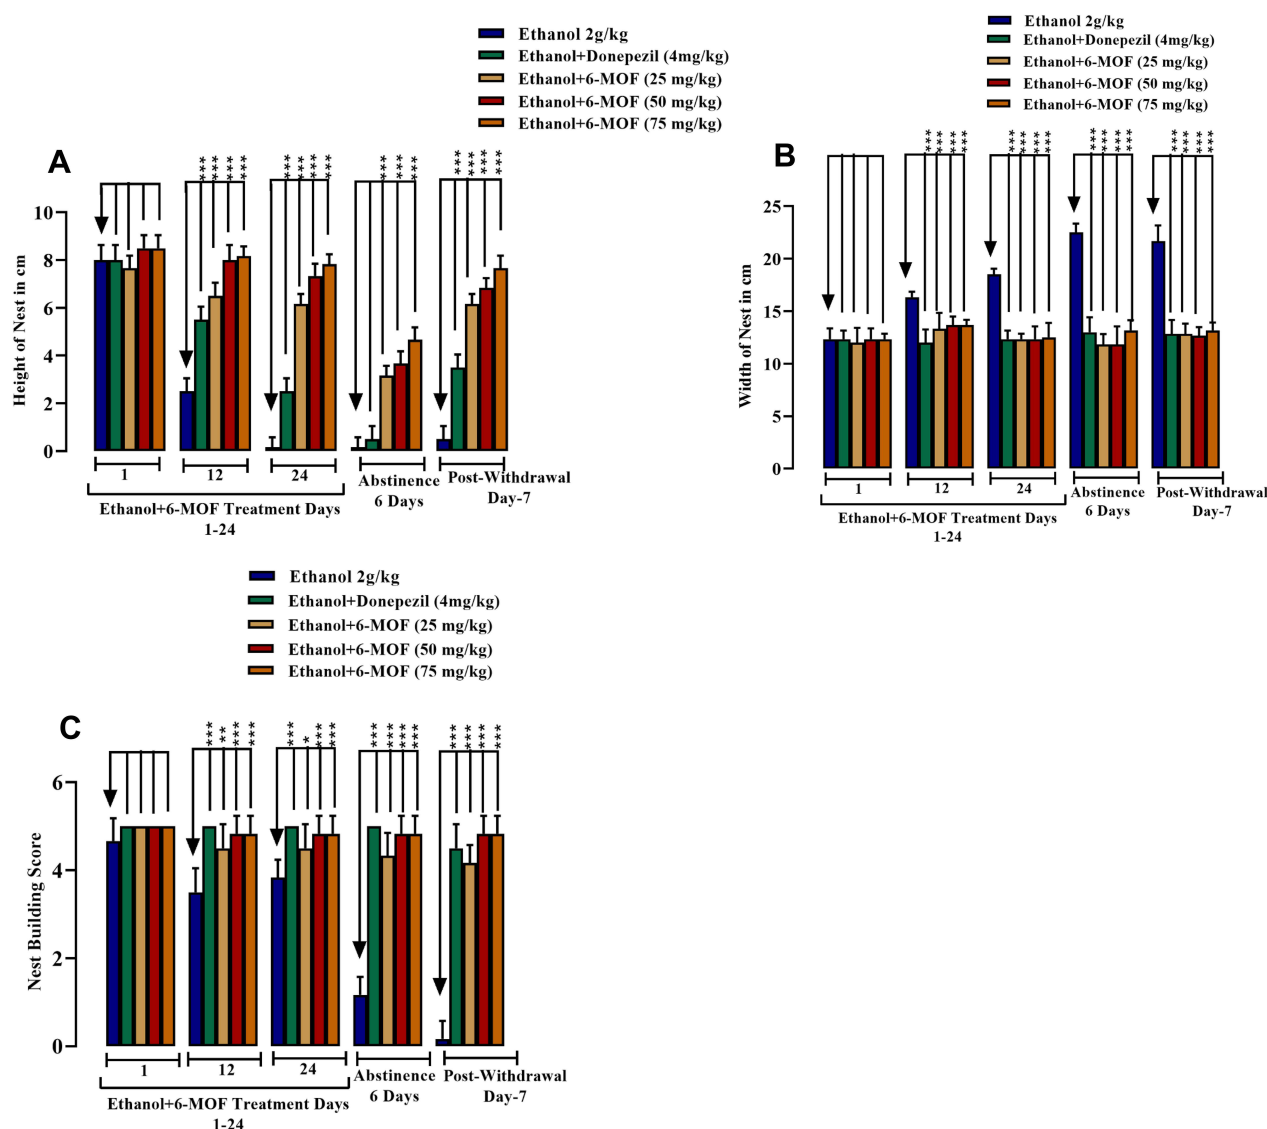 Ethanol 2g/kg
Ethanol+Donepezil (4mg/kg)
Ethanol+6-MOF (25 mg/kg)
Ethanol+6-MOF (50 mg/kg)
Ethanol+6-MOF (75 mg/kg)
A
*** *** *** ***
*** *** *** ***
*** *** ***
*** *** *** ***
Height of Nest in cm
10
8
6
4
2
0
1
12
24
Abstinence
6 Days
Post-Withdrawal
Day-7
Ethanol+6-MOF Treatment Days
1-24
Ethanol 2g/kg
Ethanol+Donepezil (4mg/kg)
Ethanol+6-MOF (25 mg/kg)
Ethanol+6-MOF (50 mg/kg)
Ethanol+6-MOF (75 mg/kg)
B
*** *** *** ***
*** *** *** ***
*** *** *** ***
*** *** *** ***
Width of Nest in cm
25
20
15
10
5
0
1
12
24
Abstinence
6 Days
Post-Withdrawal
Day-7
Ethanol+6-MOF Treatment Days
1-24
Ethanol 2g/kg
Ethanol+Donepezil (4mg/kg)
Ethanol+6-MOF (25 mg/kg)
Ethanol+6-MOF (50 mg/kg)
Ethanol+6-MOF (75 mg/kg)
C
*** ** *** ***
*** * *** ***
*** *** *** ***
*** *** *** ***
Nest Building Score
6
4
2
0
1
12
24
Abstinence
6 Days
Post-Withdrawal
Day-7
Ethanol+6-MOF Treatment Days
1-24